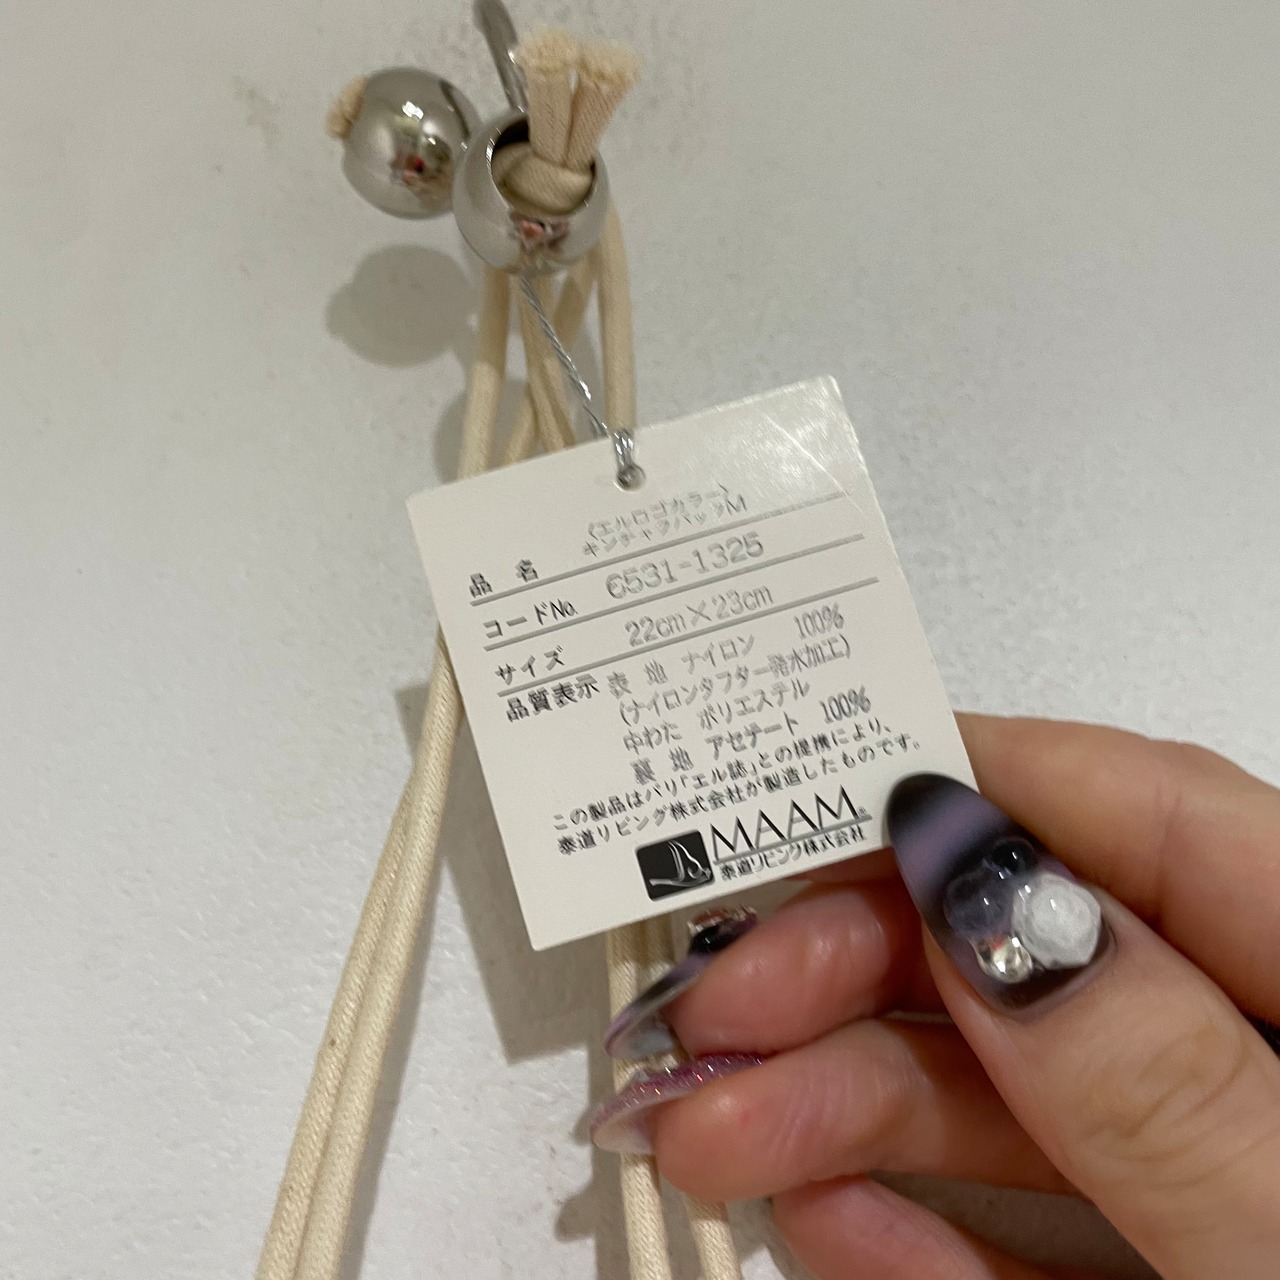 〈エルロゴカラー〉
品 名 キンチャクバッグM
コードNo. 6531-1325
サイズ 22cm×23cm
品質表示 表 地 ナイロン 100%
(ナイロンタフター発水加工)
中わた ポリエステル
裏 地 アセテート 100%
この製品はパリ「エル誌」との提携により、
泰道リビング株式会社が製造したものです。
MAAM®
泰道リビング株式会社